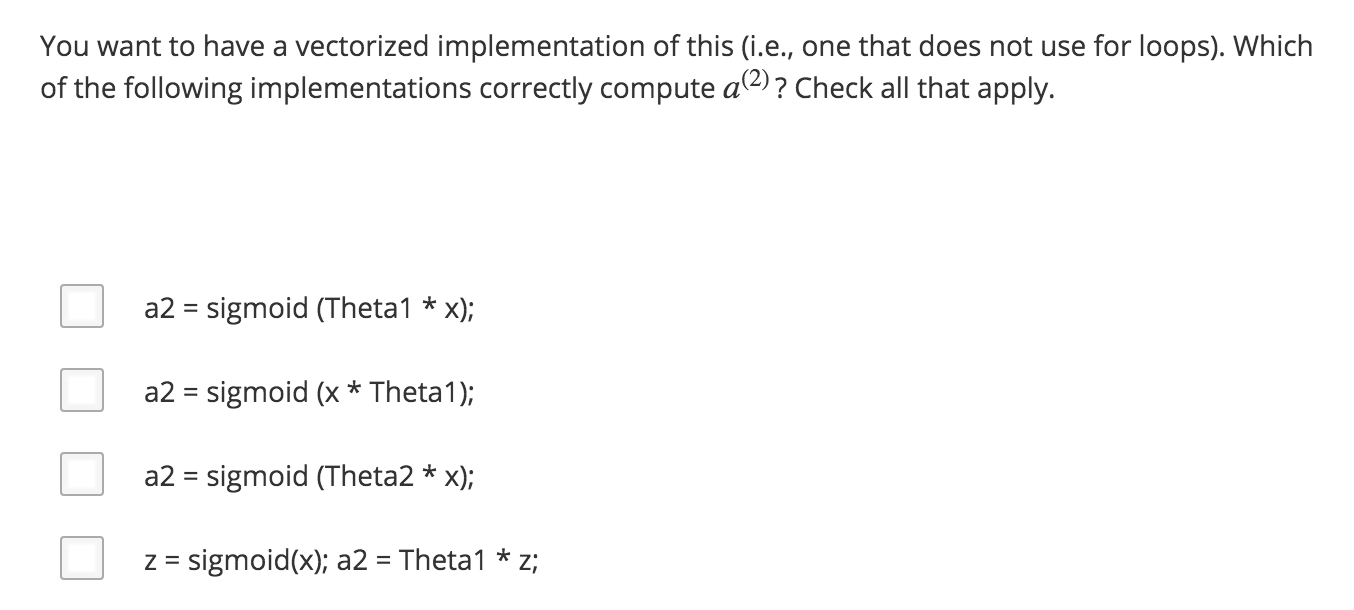 You want to have a vectorized implementation of this (i.e., one that does not use for loops). Which
of the following implementations correctly compute a^(2)? Check all that apply.
a2 = sigmoid (Theta1 * x);
a2 = sigmoid (x * Theta1);
a2 = sigmoid (Theta2 * x);
z = sigmoid(x); a2 = Theta1 * z;